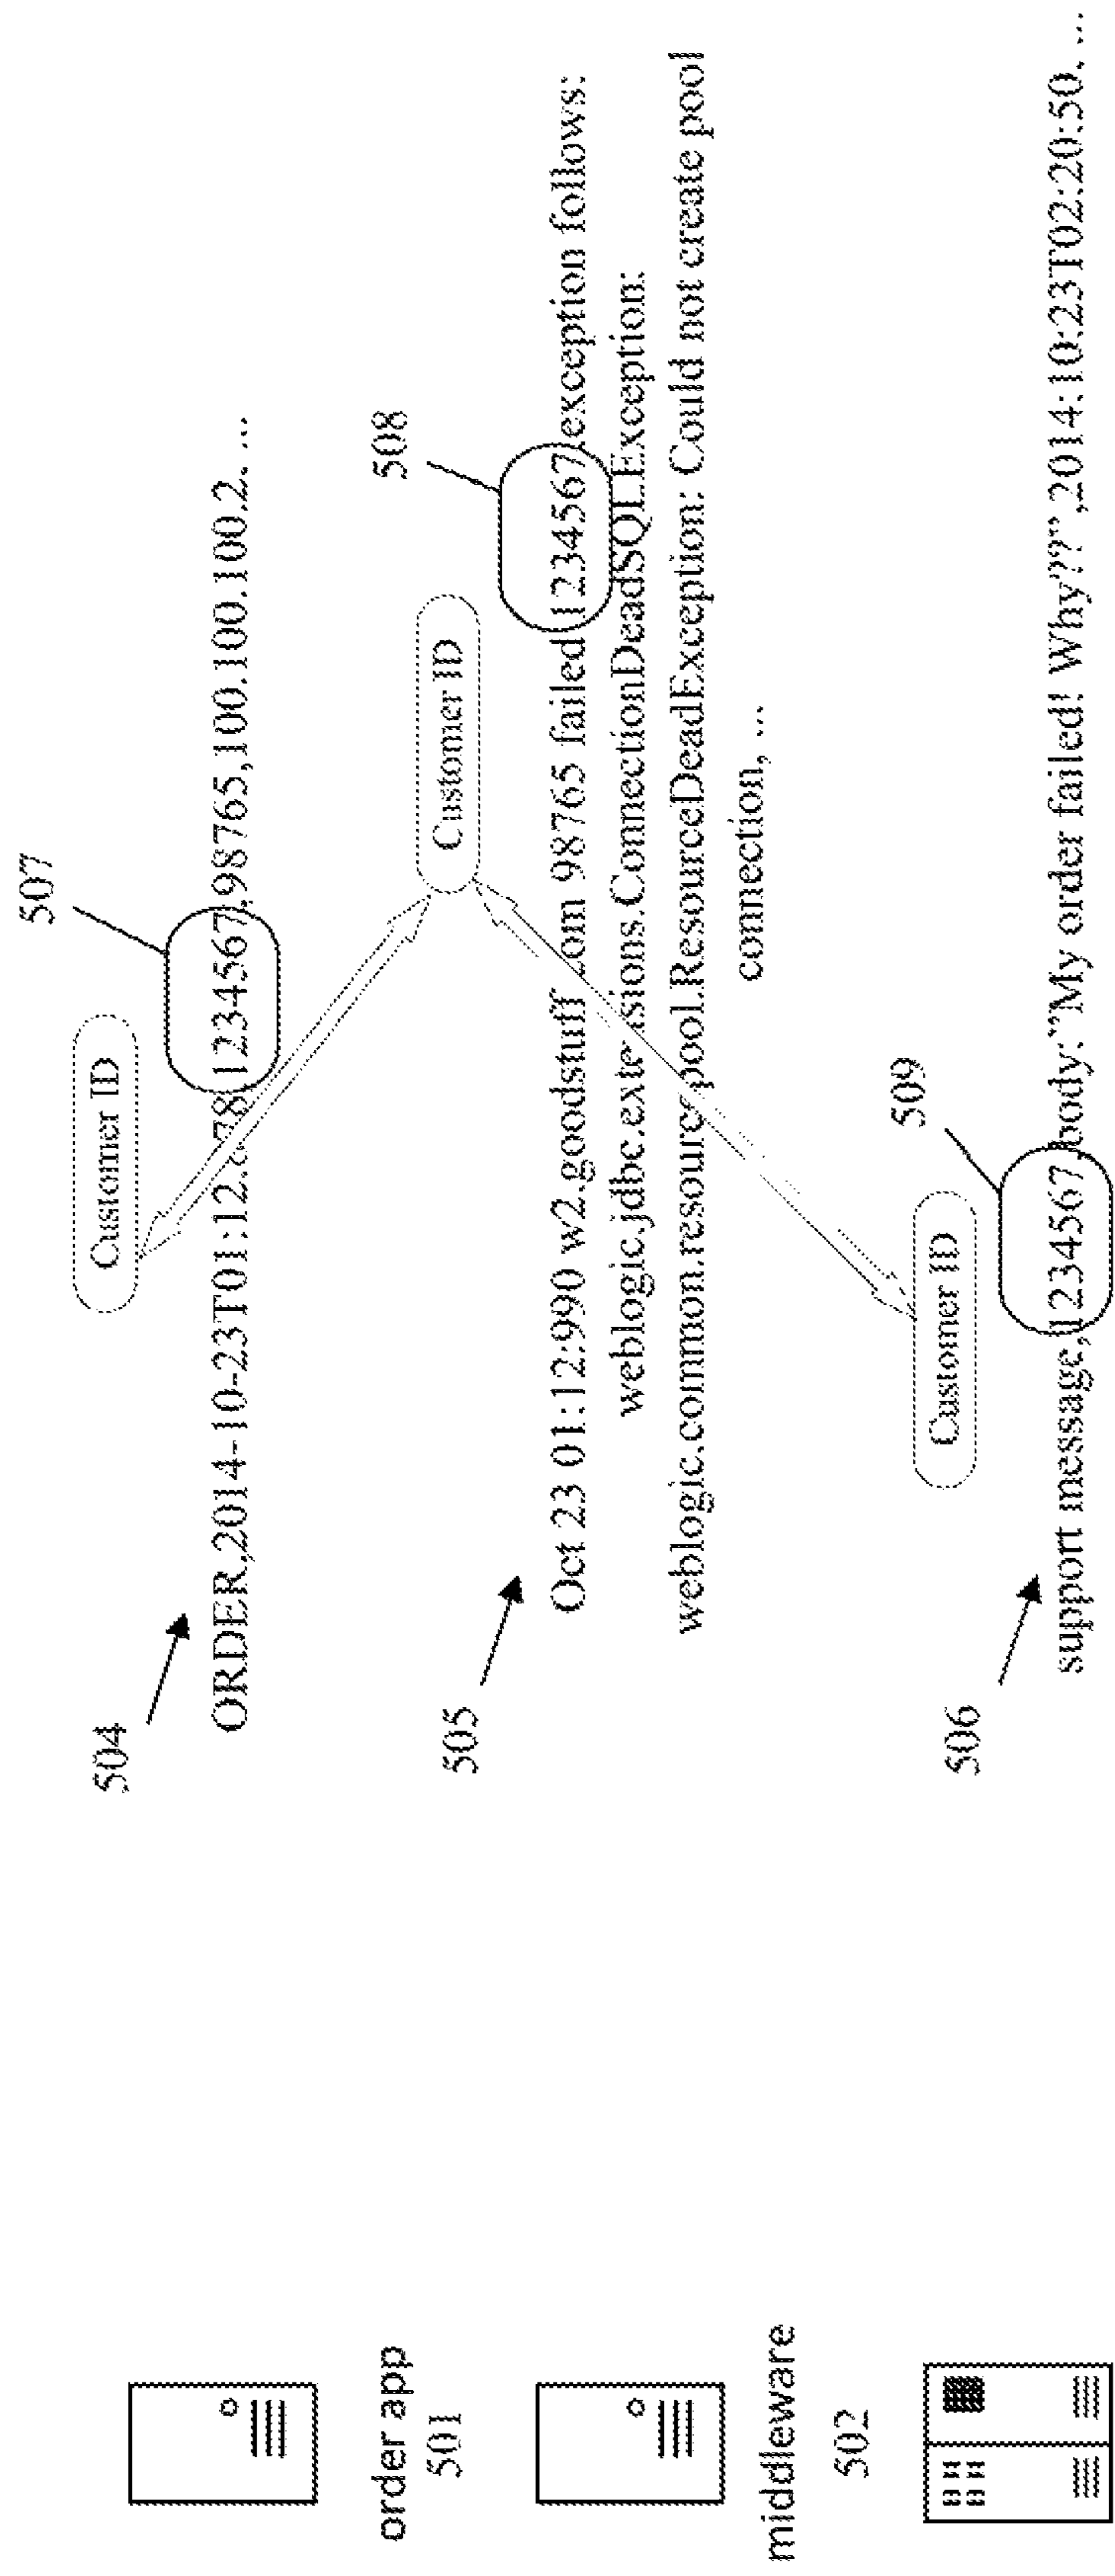 507
Customer ID
504
ORDER,2014-10-23T01:12. 78,1234567,98765,100.100.100.2, ...
order app
501
508
Customer ID
505
Oct 23 01:12:990 w2.goodstuff 98765 failed 1234567,exception follows:
weblogic.jdbc.extensions.ConnectionDeadSQLException:
weblogic.common.resourcepool.ResourceDeadException: Could not create pool
connection, ...
middleware
502
509
Customer ID
506
support message,1234567,body:"My order failed! Why??",2014:10:23T02:20:50, ...